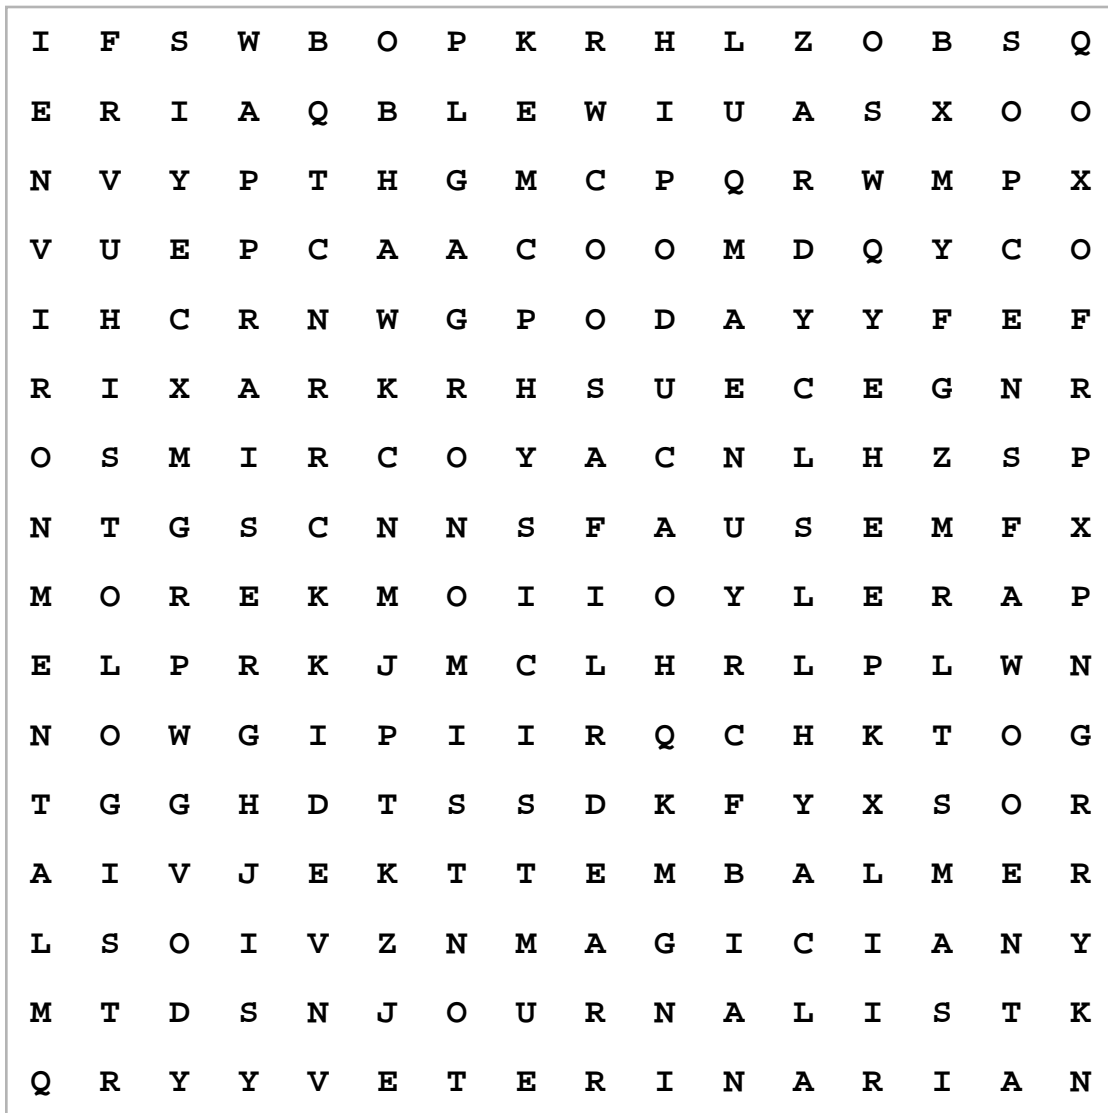 I F S W B O P K R H L Z O B S Q
E R I A Q B L E W I U A S X O O
N V Y P T H G M C P Q R W M P X
V U E P C A A C O O M D Q Y C O
I H C R N W G P O D A Y Y F E F
R I X A R K R H S U E C E G N R
O S M I R C O Y A C N L H Z S P
N T G S C N N S F A U S E M F X
M O R E K M O I I O Y L E R A P
E L P R K J M C L H R L P L W N
N O W G I P I I R Q C H K T O G
T G G H D T S S D K F Y X S O R
A I V J E K T T E M B A L M E R
L S O I V Z N M A G I C I A N Y
M T D S N J O U R N A L I S T K
Q R Y Y V E T E R I N A R I A N